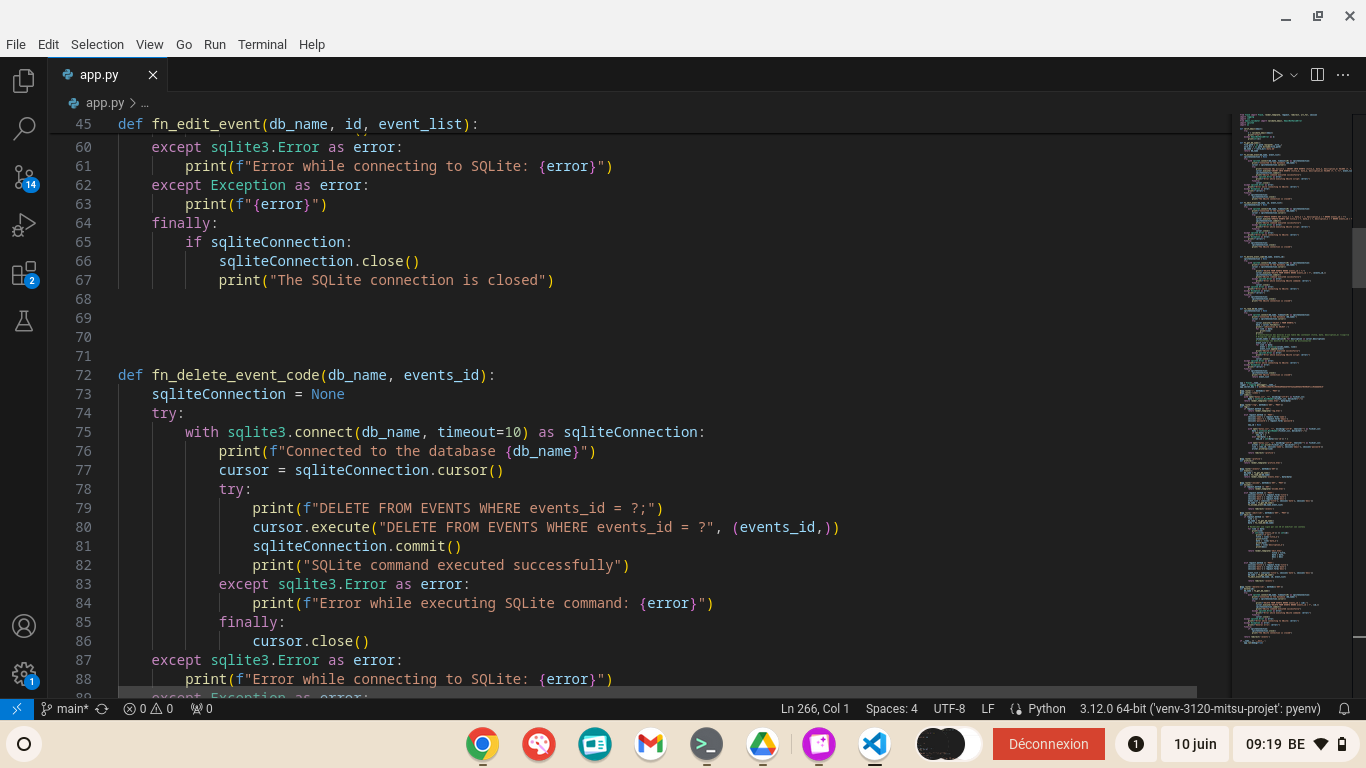 File Edit Selection View Go Run Terminal Help
app.py
app.py > ...
45 def fn_edit_event(db_name, id, event_list):
60 except sqlite3.Error as error:
61 print(f"Error while connecting to SQLite: {error}")
62 except Exception as error:
63 print(f"{error}")
64 finally:
65 if sqliteConnection:
66 sqliteConnection.close()
67 print("The SQLite connection is closed")
68
69
70
71
72 def fn_delete_event_code(db_name, events_id):
73 sqliteConnection = None
74 try:
75 with sqlite3.connect(db_name, timeout=10) as sqliteConnection:
76 print(f"Connected to the database {db_name}")
77 cursor = sqliteConnection.cursor()
78 try:
79 print(f"DELETE FROM EVENTS WHERE events_id = ?;")
80 cursor.execute("DELETE FROM EVENTS WHERE events_id = ?", (events_id,))
81 sqliteConnection.commit()
82 print("SQLite command executed successfully")
83 except sqlite3.Error as error:
84 print(f"Error while executing SQLite command: {error}")
85 finally:
86 cursor.close()
87 except sqlite3.Error as error:
88 print(f"Error while connecting to SQLite: {error}")
89 except Exception as error:
14
2
1
main* 0 0 0 Ln 266, Col 1 Spaces: 4 UTF-8 LF Python 3.12.0 64-bit ('venv-3120-mitsu-projet': pyenv)
Déconnexion 1 10 juin 09:19 BE